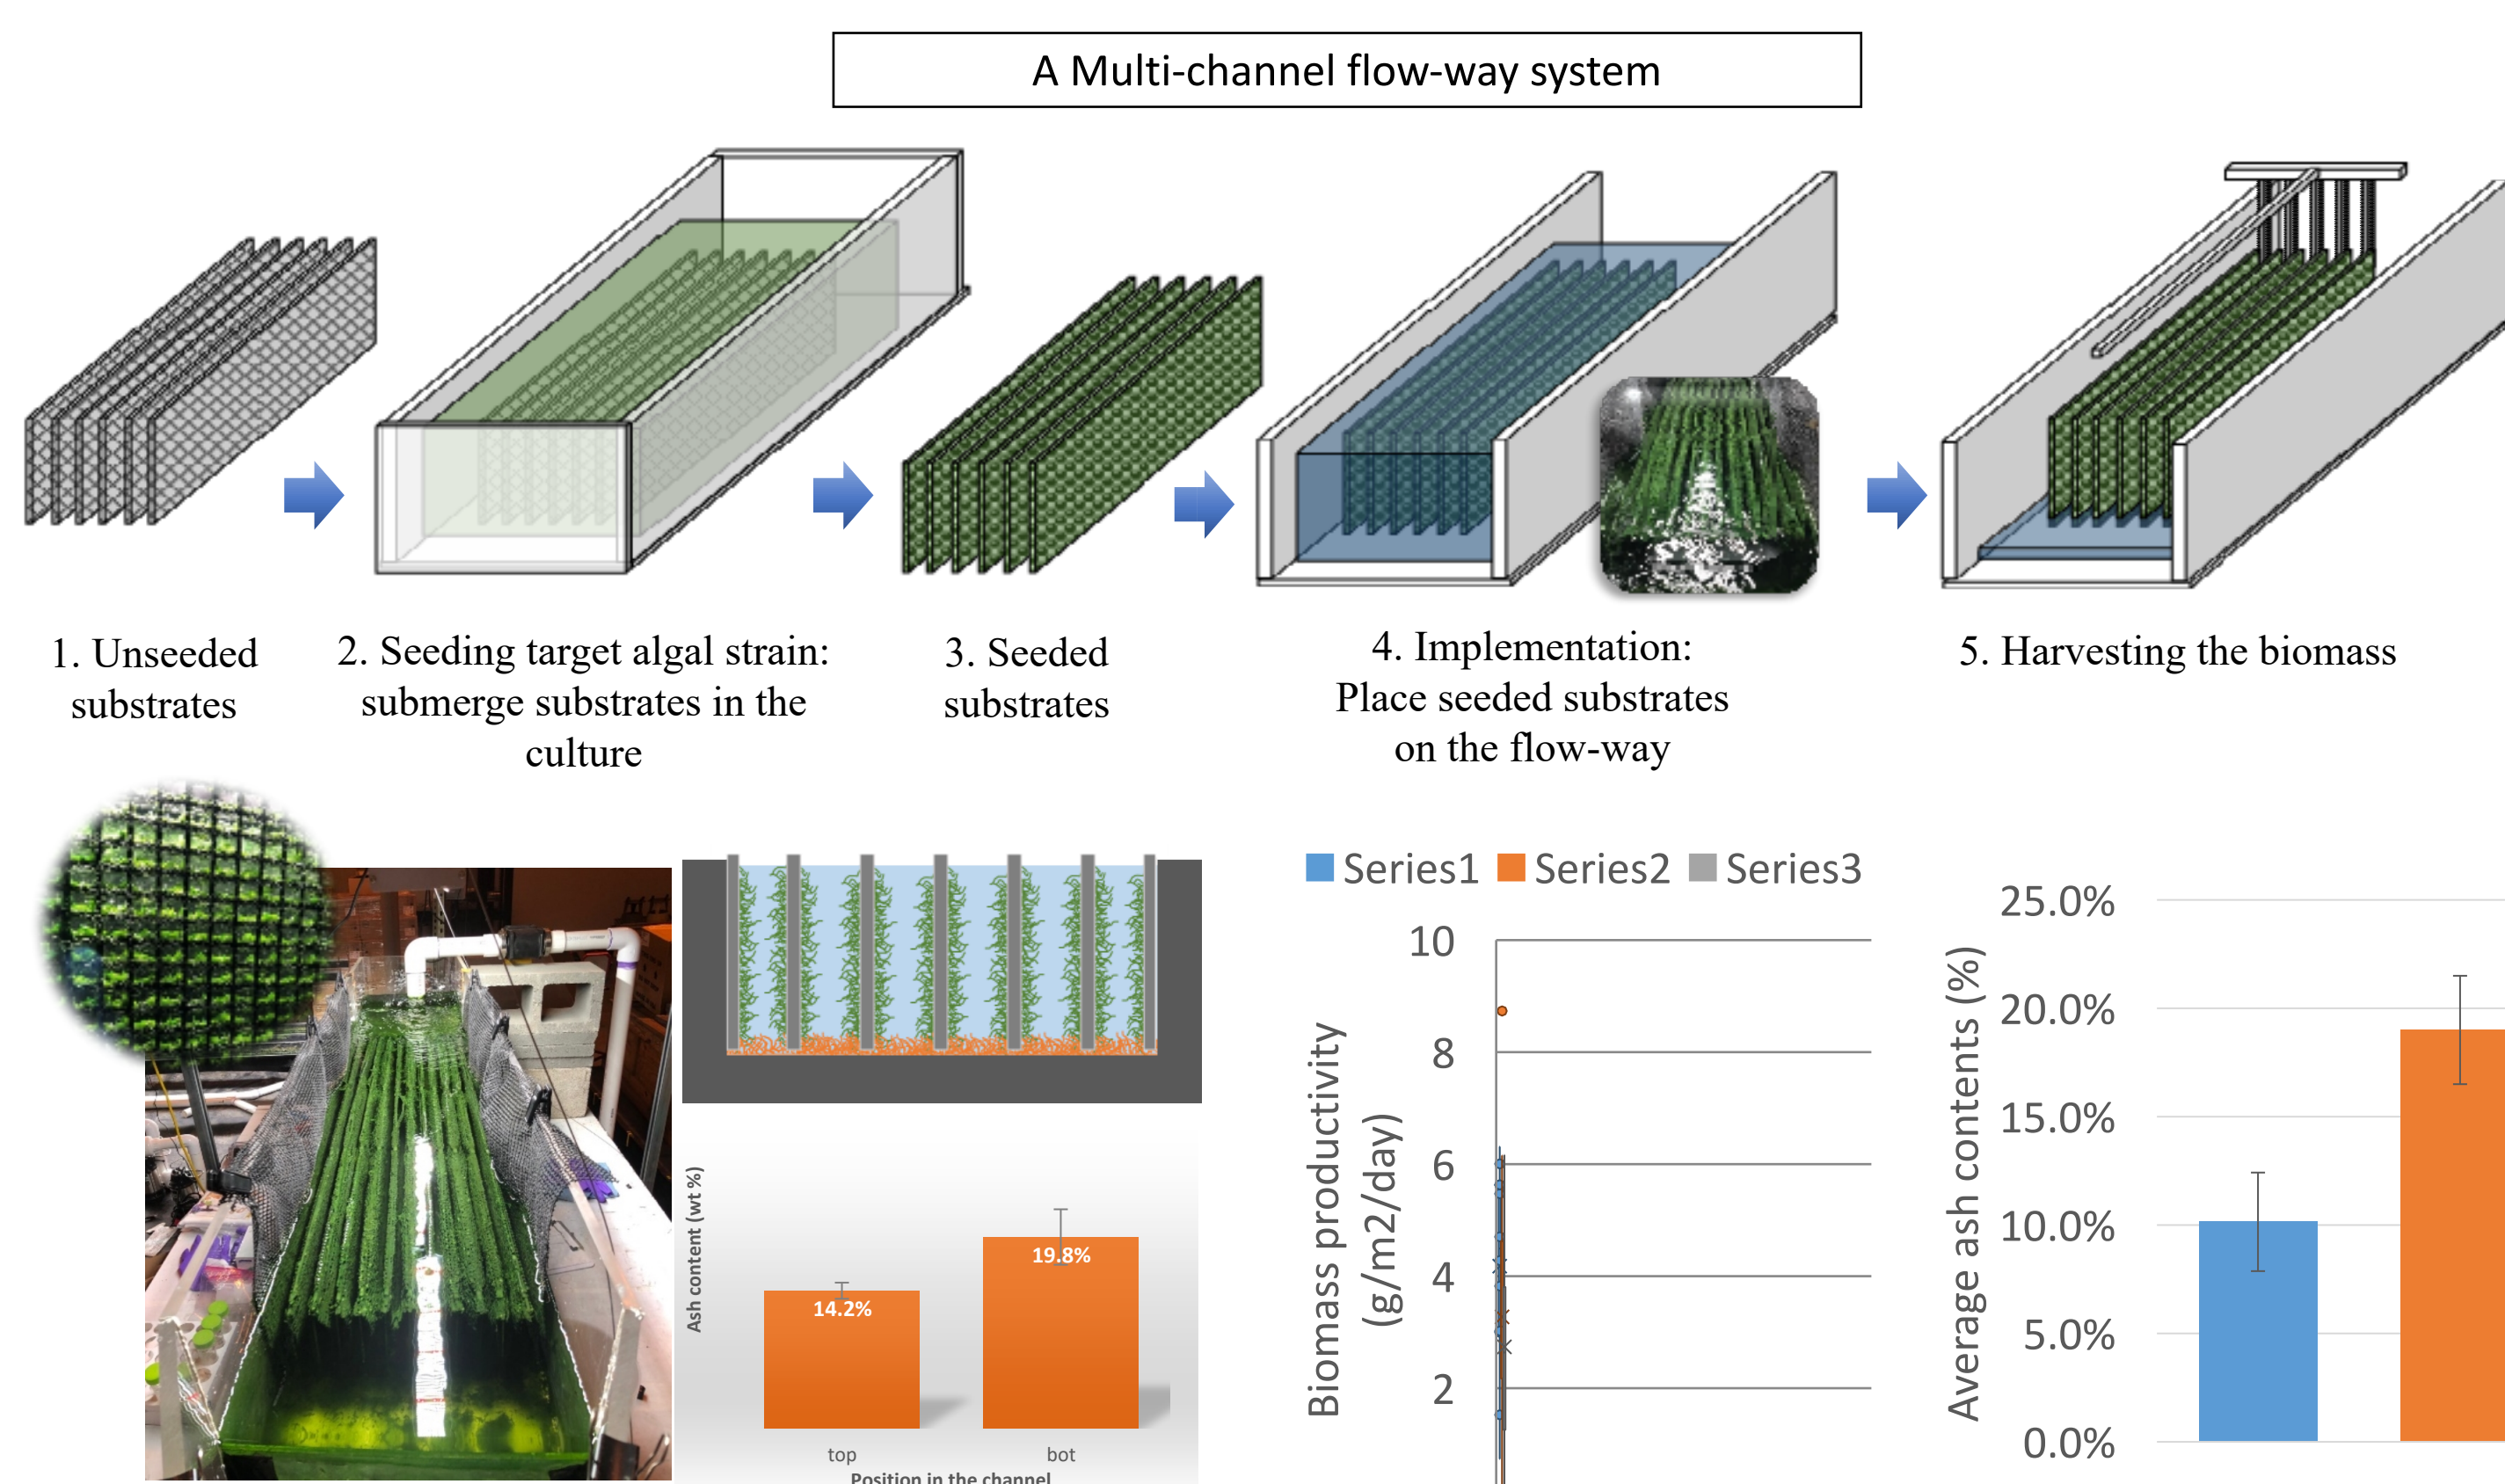 A Multi-channel flow-way system
1. Unseeded
substrates
2. Seeding target algal strain:
submerge substrates in the
culture
3. Seeded
substrates
4. Implementation:
Place seeded substrates
on the flow-way
5. Harvesting the biomass
Ash content (wt %)
14.2%
19.8%
top
bot
Position in the channel
Series1 Series2 Series3
Biomass productivity
(g/m2/day)
10
8
6
4
2
Average ash contents (%)
25.0%
20.0%
15.0%
10.0%
5.0%
0.0%